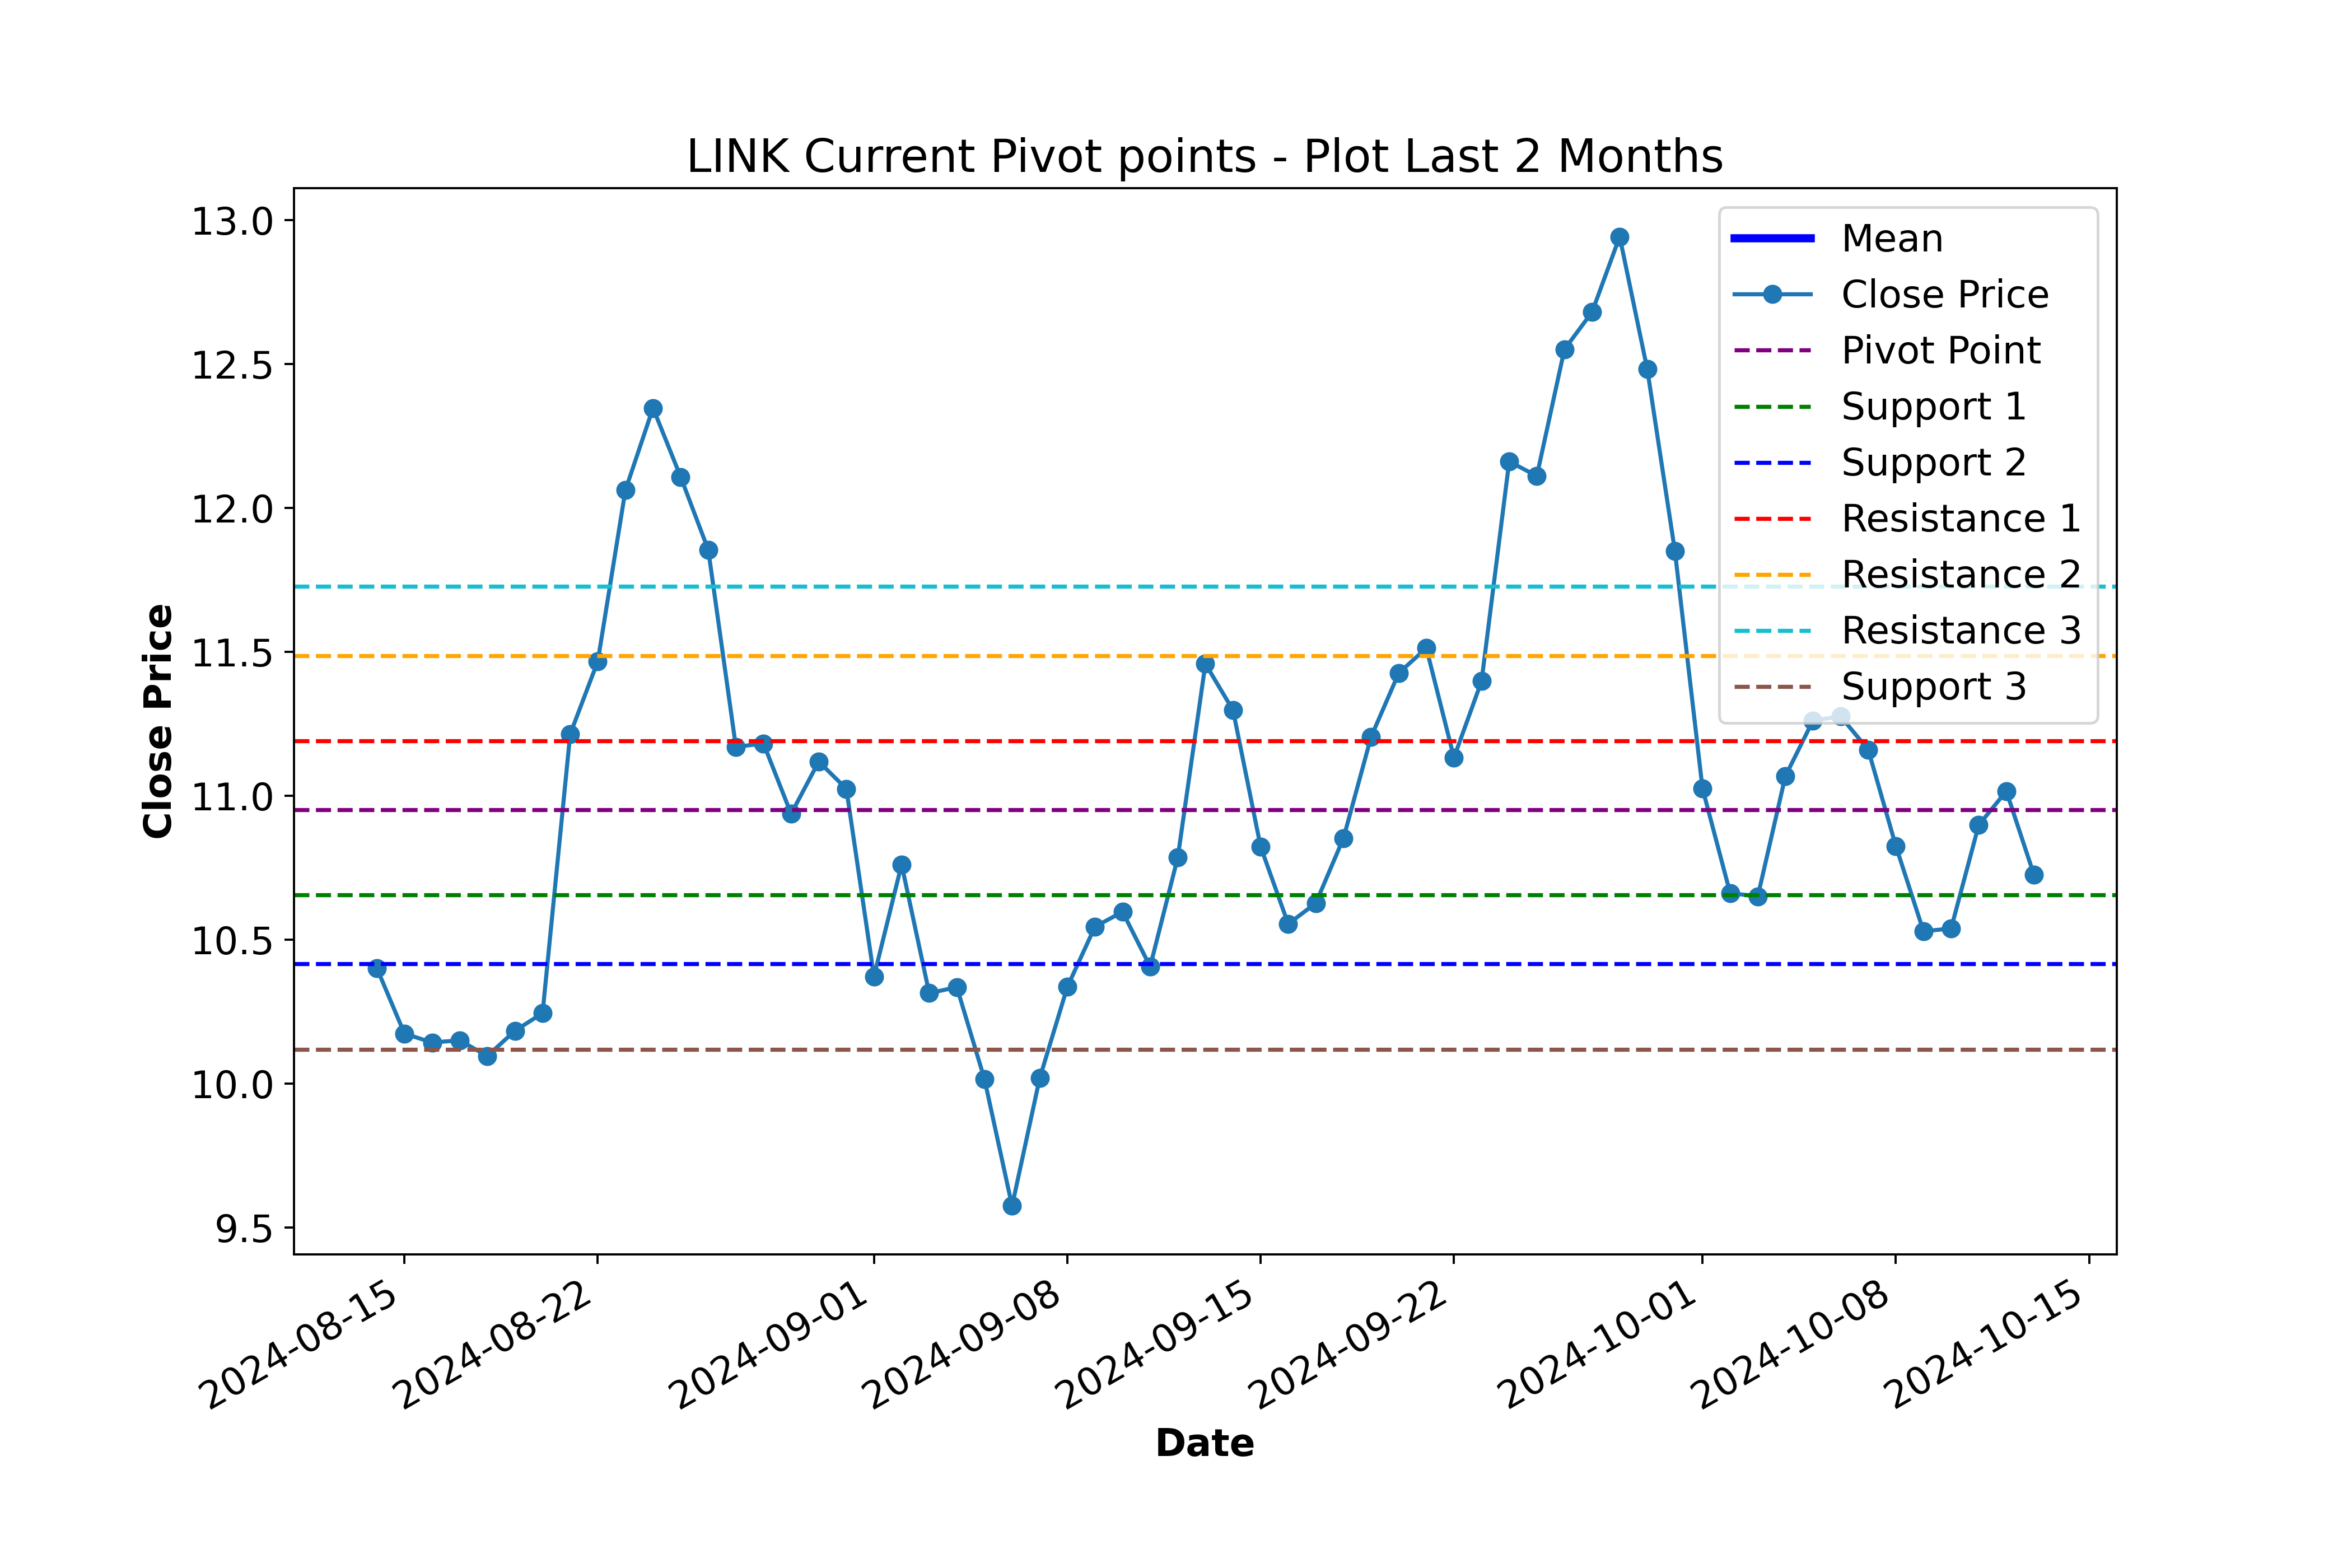 LINK Current Pivot points - Plot Last 2 Months
Close Price
13.0
12.5
12.0
11.5
11.0
10.5
10.0
9.5
Mean
Close Price
Pivot Point
Support 1
Support 2
Resistance 1
Resistance 2
Resistance 3
Support 3
2024-08-15
2024-08-22
2024-09-01
2024-09-08
2024-09-15
2024-09-22
2024-10-01
2024-10-08
2024-10-15
Date